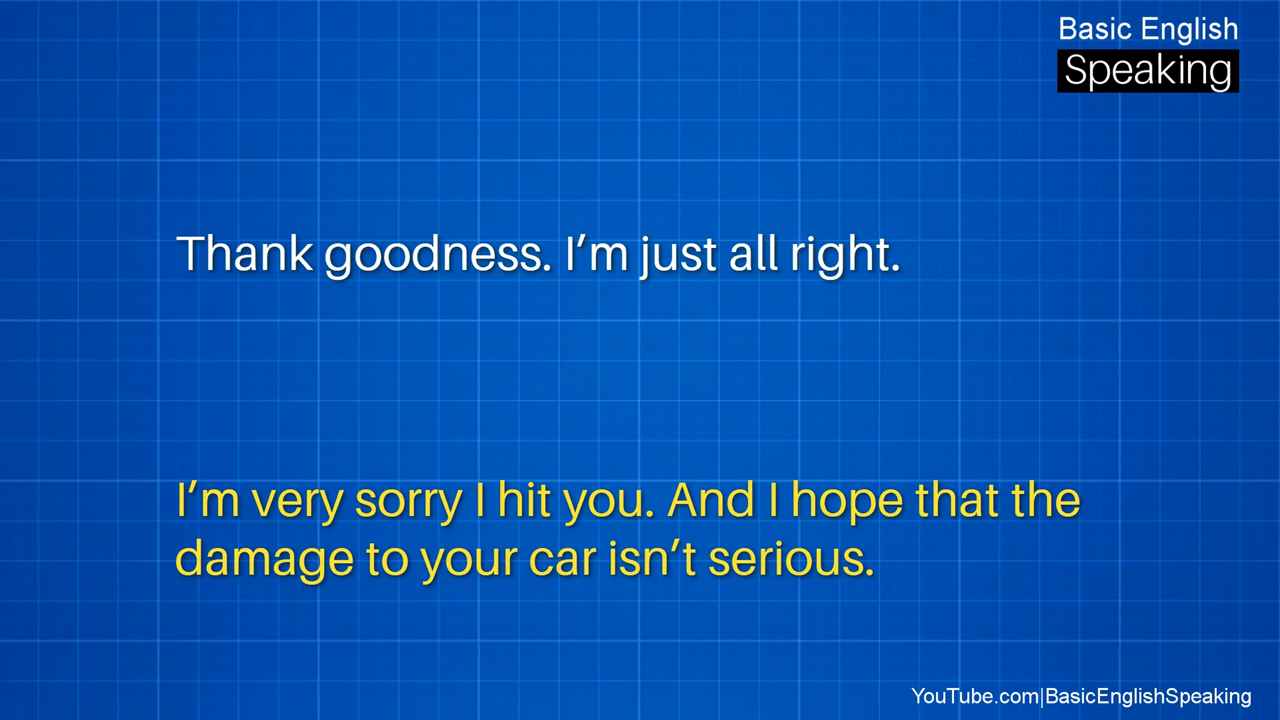 Basic English
Speaking
Thank goodness. I’m just all right.
I’m very sorry I hit you. And I hope that the
damage to your car isn’t serious.
YouTube.com|BasicEnglishSpeaking